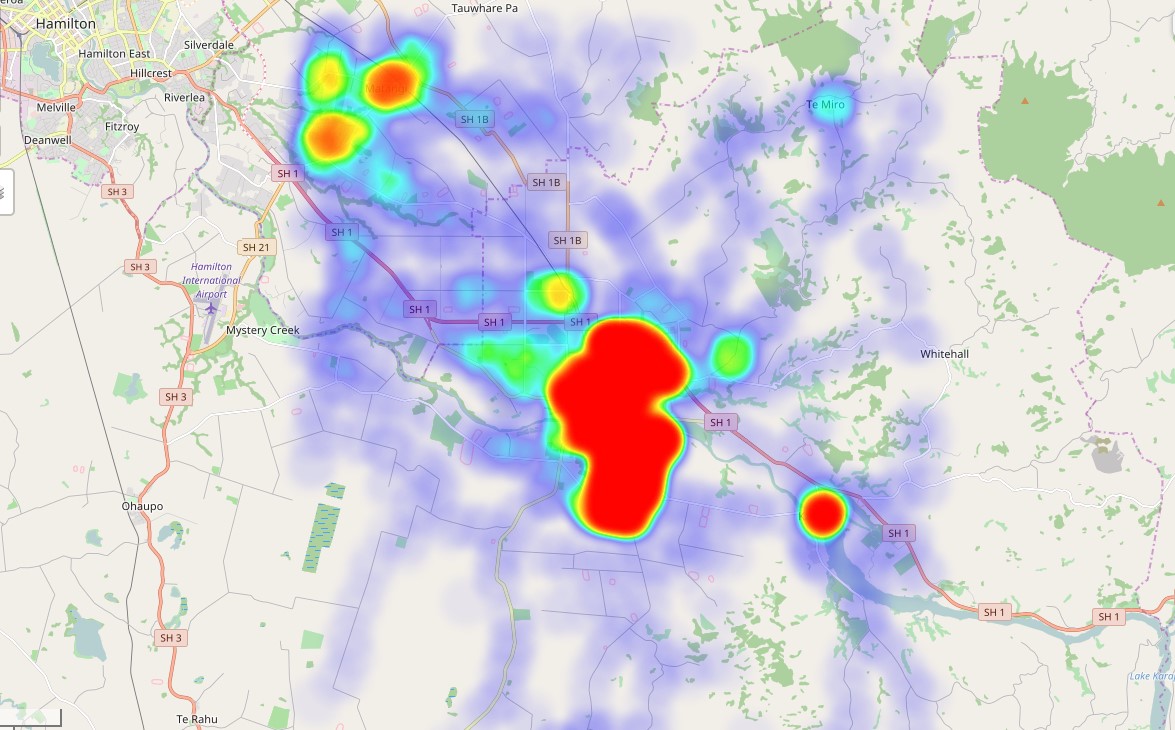 Tauwhare Pa
Hamilton
Silverdale
Hamilton East
Hillcrest
Riverlea
Melville
Fitzroy
Deanwell
Te Miro
SH 1B
SH 1
SH 1B
SH 3
SH 1
SH 1B
SH 21
SH 3
Hamilton
International
Airport
SH 1
SH 1
SH 1
Mystery Creek
Whitehall
SH 3
SH 1
Ohaupo
SH 1
SH 1
SH 1
SH 3
Te Rahu